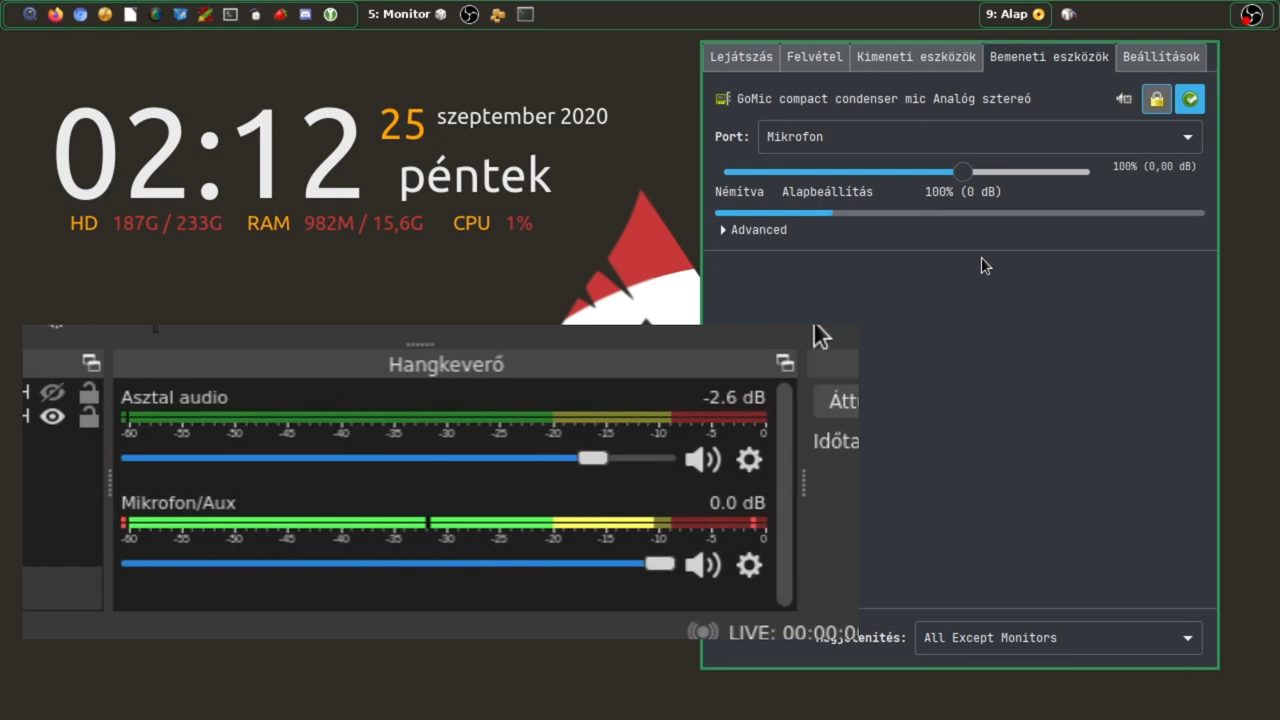 5: Monitor
9: Alap
02:12
25
szeptember 2020
péntek
HD 187G / 233G RAM 982M / 15,6G CPU 1%
Lejátszás Felvétel Kimeneti eszközök Bemeneti eszközök Beállítások
GoMic compact condenser mic Analóg sztereó
Port: Mikrofon
100% (0,00 dB)
Némítva Alapbeállítás 100% (0 dB)
Advanced
Hangkeverő
Asztal audio -2.6 dB
-60 -55 -50 -45 -40 -35 -30 -25 -20 -15 -10 -5 0
Mikrofon/Aux 0.0 dB
-60 -55 -50 -45 -40 -35 -30 -25 -20 -15 -10 -5 0
Átt
Időta
LIVE: 00:00:0
All Except Monitors